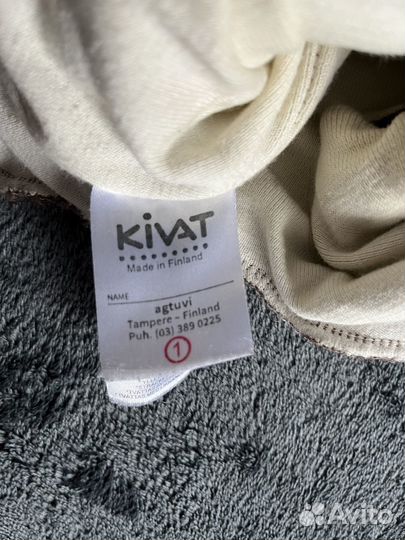 KiVAT
Made in Finland
NAME
agtuvi
Tampere - Finland
Puh. (03) 389 0225
1
Avito